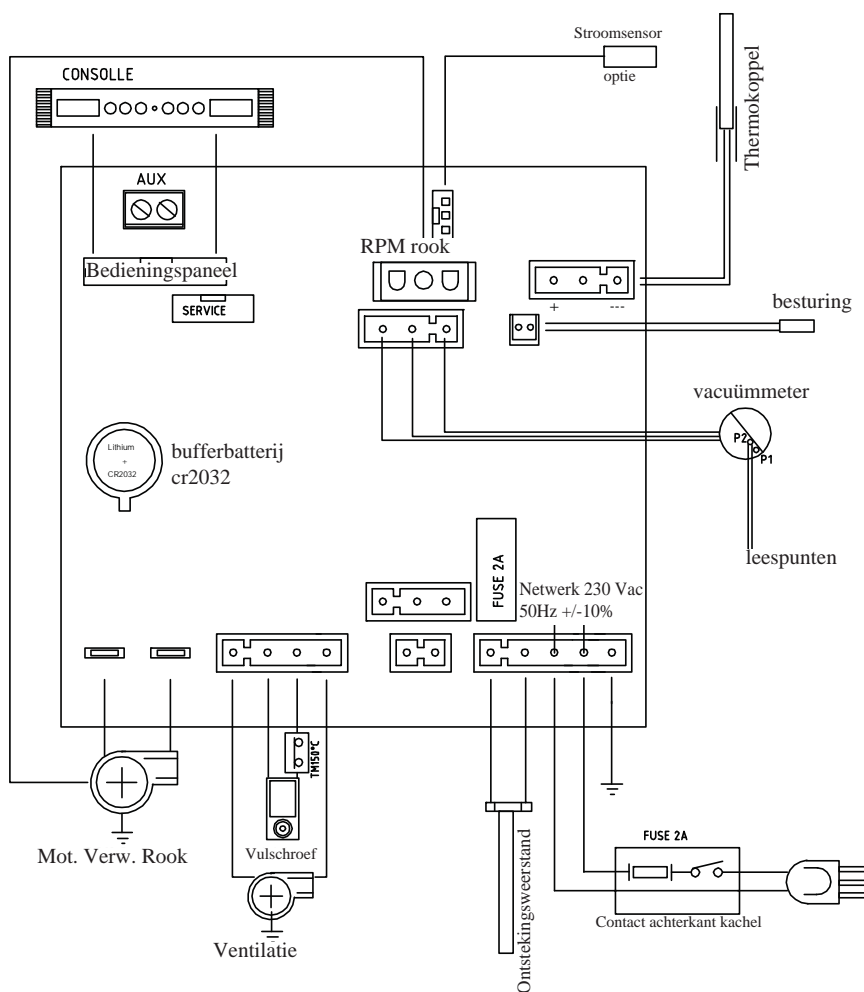 Stroomsensor
optie
CONSOLLE
Thermokoppel
AUX
RPM rook
Bedieningspaneel
SERVICE
+ ---
besturing
vacuümmeter
P2
P1
Lithium
+
CR2032
bufferbatterij
cr2032
leespunten
FUSE 2A
Netwerk 230 Vac
50Hz +/-10%
TM150°C
Vulschroef
Mot. Verw. Rook
Ventilatie
Ontstekingsweerstand
FUSE 2A
Contact achterkant kachel